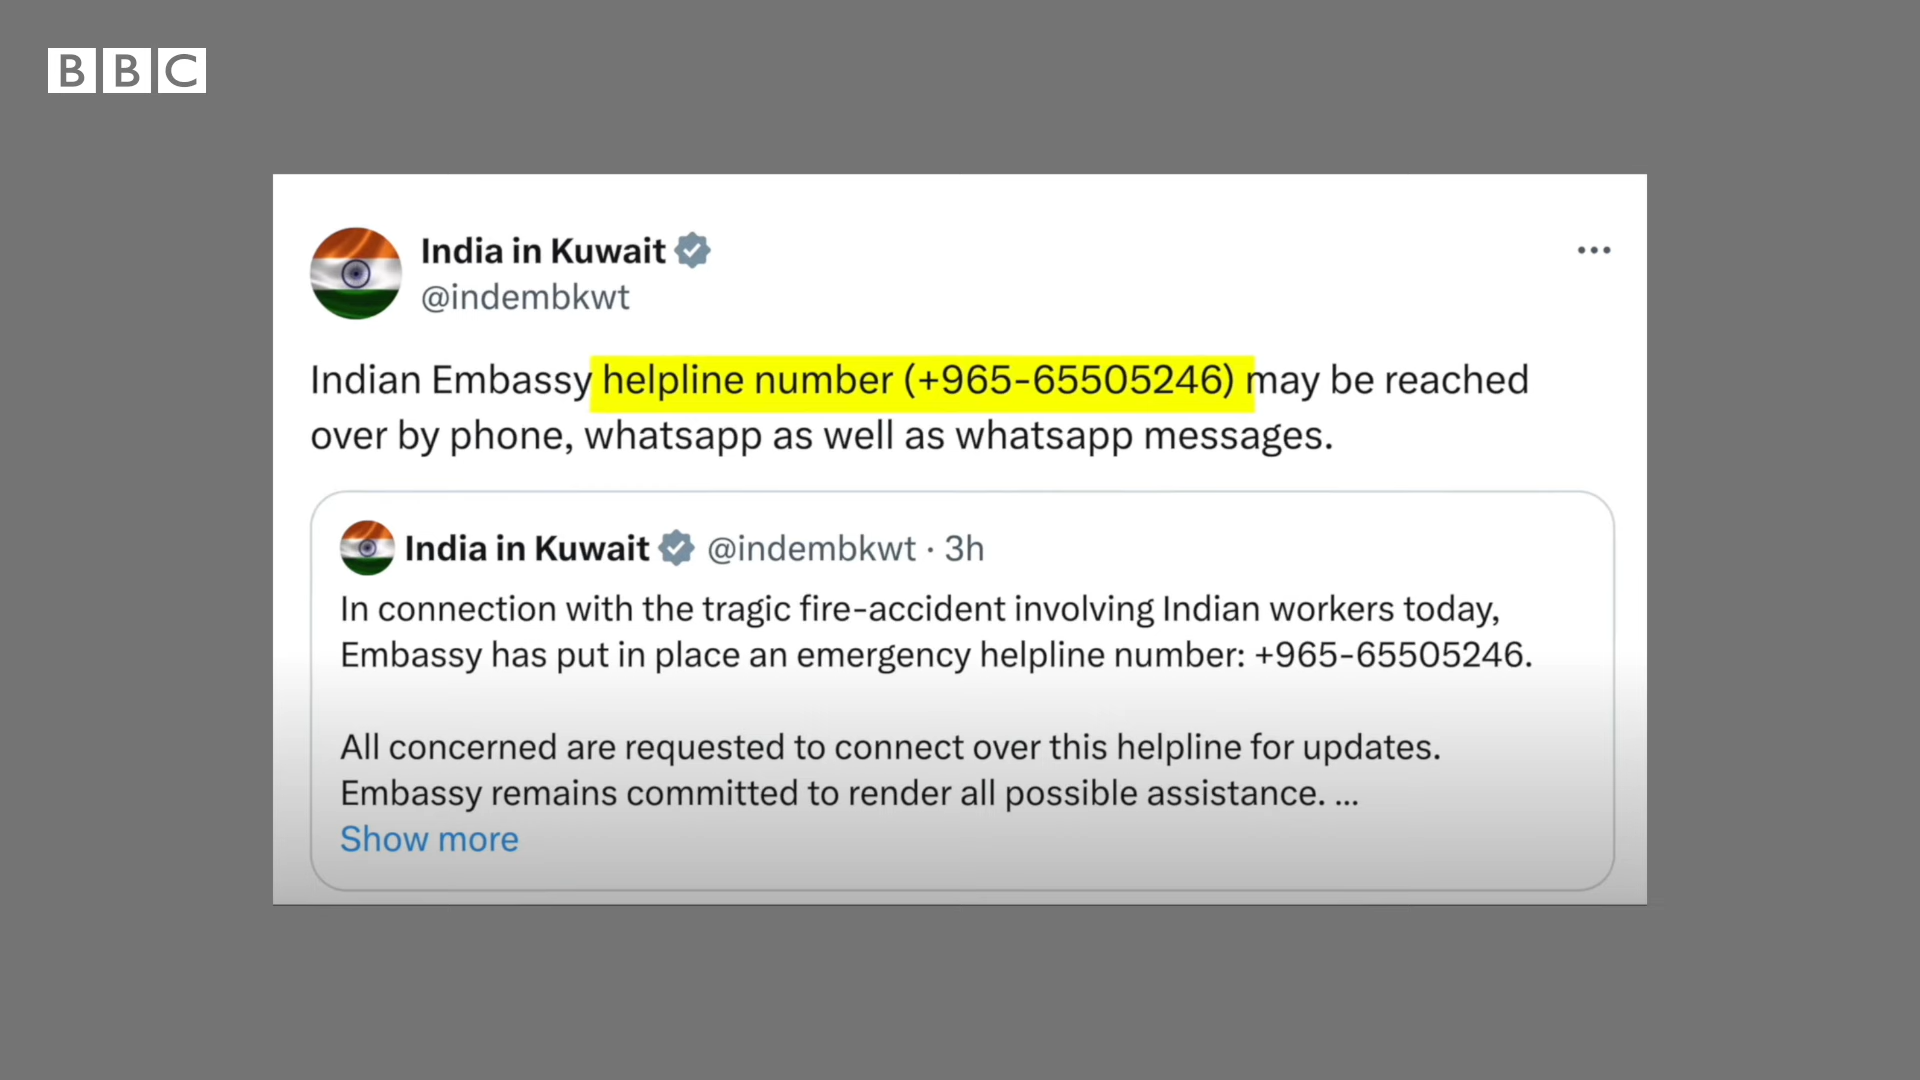 BBC
India in Kuwait
@indembkwt
Indian Embassy helpline number (+965-65505246) may be reached
over by phone, whatsapp as well as whatsapp messages.
India in Kuwait @indembkwt · 3h
In connection with the tragic fire-accident involving Indian workers today,
Embassy has put in place an emergency helpline number: +965-65505246.
All concerned are requested to connect over this helpline for updates.
Embassy remains committed to render all possible assistance. ...
Show more